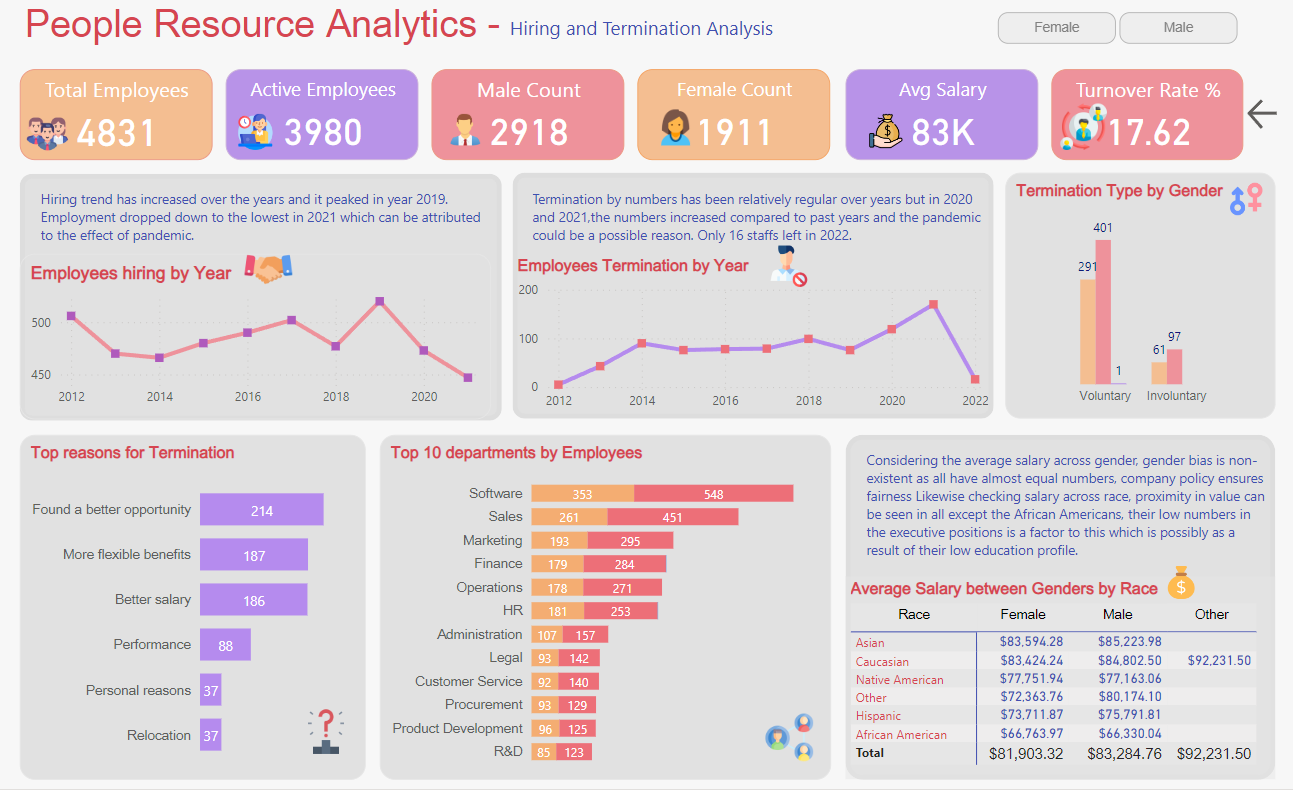 People Resource Analytics - Hiring and Termination Analysis
Female
Male
Total Employees
4831
Active Employees
3980
Male Count
2918
Female Count
1911
Avg Salary
83K
Turnover Rate %
17.62
Hiring trend has increased over the years and it peaked in year 2019.
Employment dropped down to the lowest in 2021 which can be attributed
to the effect of pandemic.
Employees hiring by Year
500
450
2012 2014 2016 2018 2020
Termination by numbers has been relatively regular over years but in 2020
and 2021,the numbers increased compared to past years and the pandemic
could be a possible reason. Only 16 staffs left in 2022.
Employees Termination by Year
200
100
0
2012 2014 2016 2018 2020 2022
Termination Type by Gender
401
291
1
97
61
Voluntary Involuntary
Top reasons for Termination
Found a better opportunity 214
More flexible benefits 187
Better salary 186
Performance 88
Personal reasons 37
Relocation 37
Top 10 departments by Employees
Software 353 548
Sales 261 451
Marketing 193 295
Finance 179 284
Operations 178 271
HR 181 253
Administration 107 157
Legal 93 142
Customer Service 92 140
Procurement 93 129
Product Development 96 125
R&D 85 123
Considering the average salary across gender, gender bias is non-
existent as all have almost equal numbers, company policy ensures
fairness Likewise checking salary across race, proximity in value can
be seen in all except the African Americans, their low numbers in
the executive positions is a factor to this which is possibly as a
result of their low education profile.
Average Salary between Genders by Race
$
Race Female Male Other
Asian $83,594.28 $85,223.98
Caucasian $83,424.24 $84,802.50 $92,231.50
Native American $77,751.94 $77,163.06
Other $72,363.76 $80,174.10
Hispanic $73,711.87 $75,791.81
African American $66,763.97 $66,330.04
Total $81,903.32 $83,284.76 $92,231.50